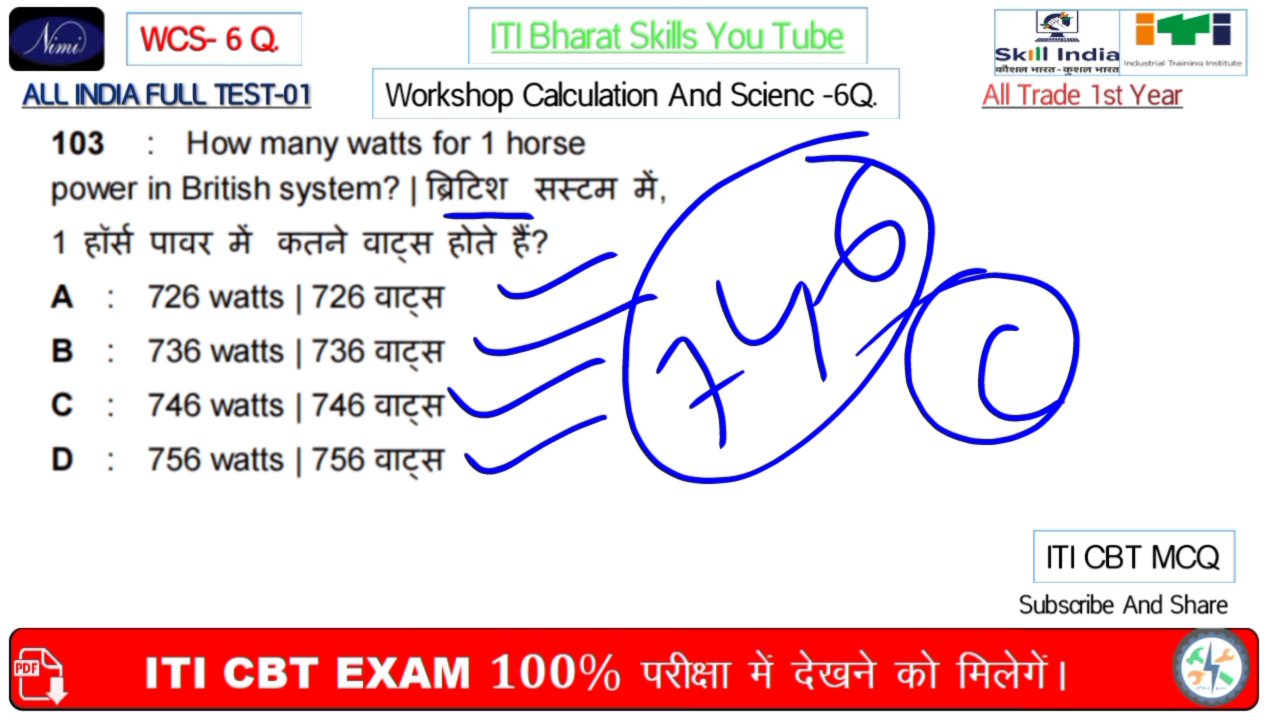 Nimi
WCS- 6 Q.
ITI Bharat Skills You Tube
Skill India
कौशल भारत-कुशल भारत
iTi
Industrial Training Institute
ALL INDIA FULL TEST-01
Workshop Calculation And Scienc -6Q.
All Trade 1st Year
103 : How many watts for 1 horse
power in British system? | ब्रिटिश सस्टम में,
1 हॉर्स पावर में कतने वाट्स होते हैं?
A : 726 watts | 726 वाट्स
B : 736 watts | 736 वाट्स
C : 746 watts | 746 वाट्स
D : 756 watts | 756 वाट्स
746
C
ITI CBT MCQ
Subscribe And Share
PDF
ITI CBT EXAM 100% परीक्षा में देखने को मिलेगें।